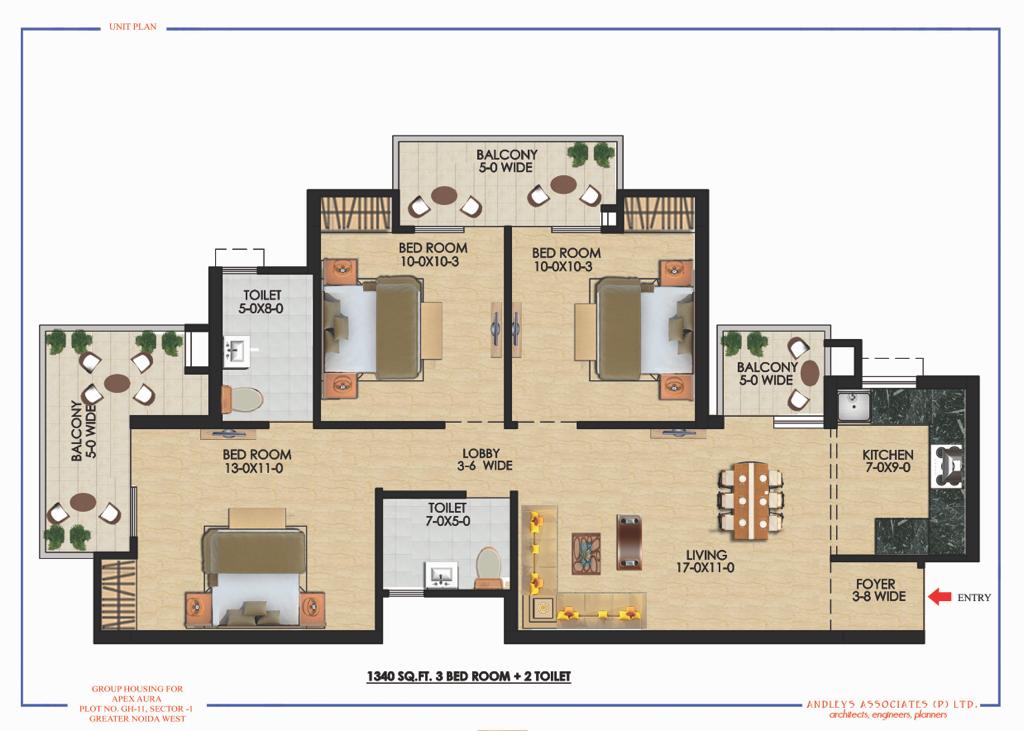 UNIT PLAN
BALCONY
5-0 WIDE
BED ROOM
10-0X10-3
BED ROOM
10-0X10-3
TOILET
5-0X8-0
BALCONY
5-0 WIDE
BALCONY
5-0 WIDE
BED ROOM
13-0X11-0
LOBBY
3-6 WIDE
KITCHEN
7-0X9-0
TOILET
7-0X5-0
LIVING
17-0X11-0
FOYER
3-8 WIDE
ENTRY
1340 SQ.FT. 3 BED ROOM + 2 TOILET
GROUP HOUSING FOR
APEX AURA
PLOT NO. GH-11, SECTOR -1
GREATER NOIDA WEST
ANDLEYS ASSOCIATES (P) LTD.
architects, engineers, planners